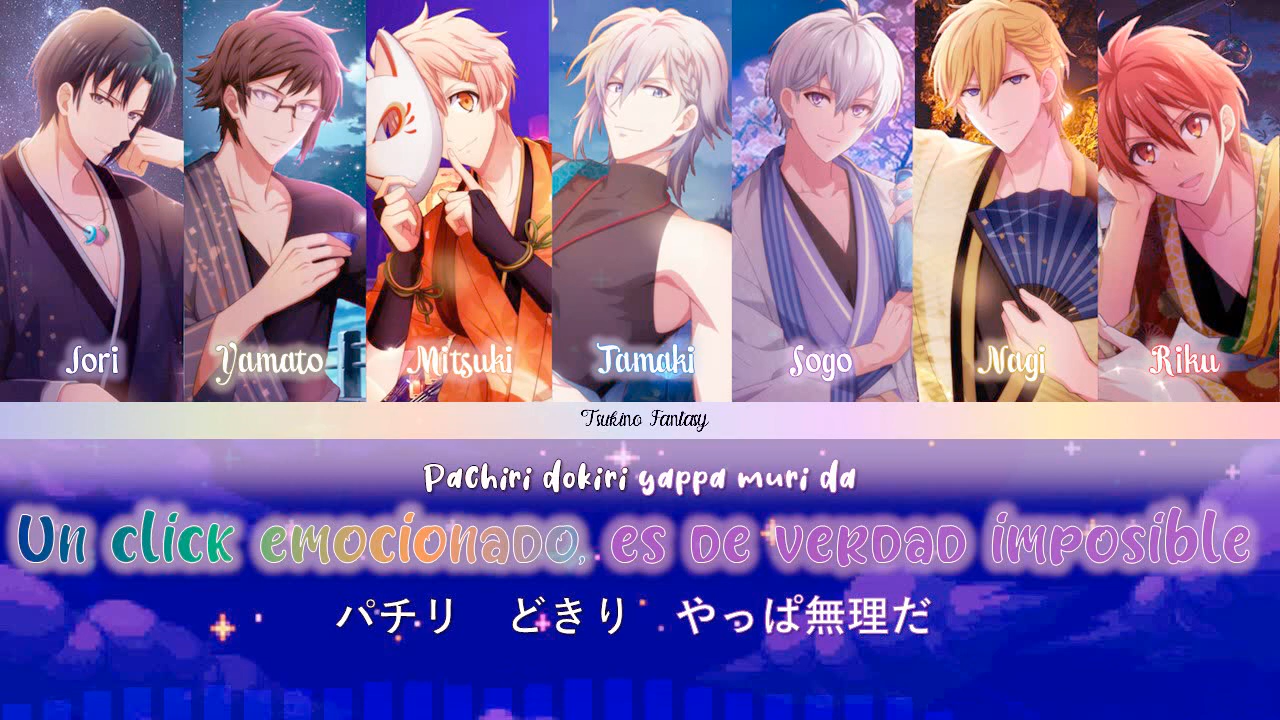 Iori Yamato Mitsuki Tamaki Sogo Nagi Riku
Tsukino Fantasy
Pachiri dokiri yappa muri da
Un click emocionado, es de verdad imposible
パチリ　どきり　やっぱ無理だ